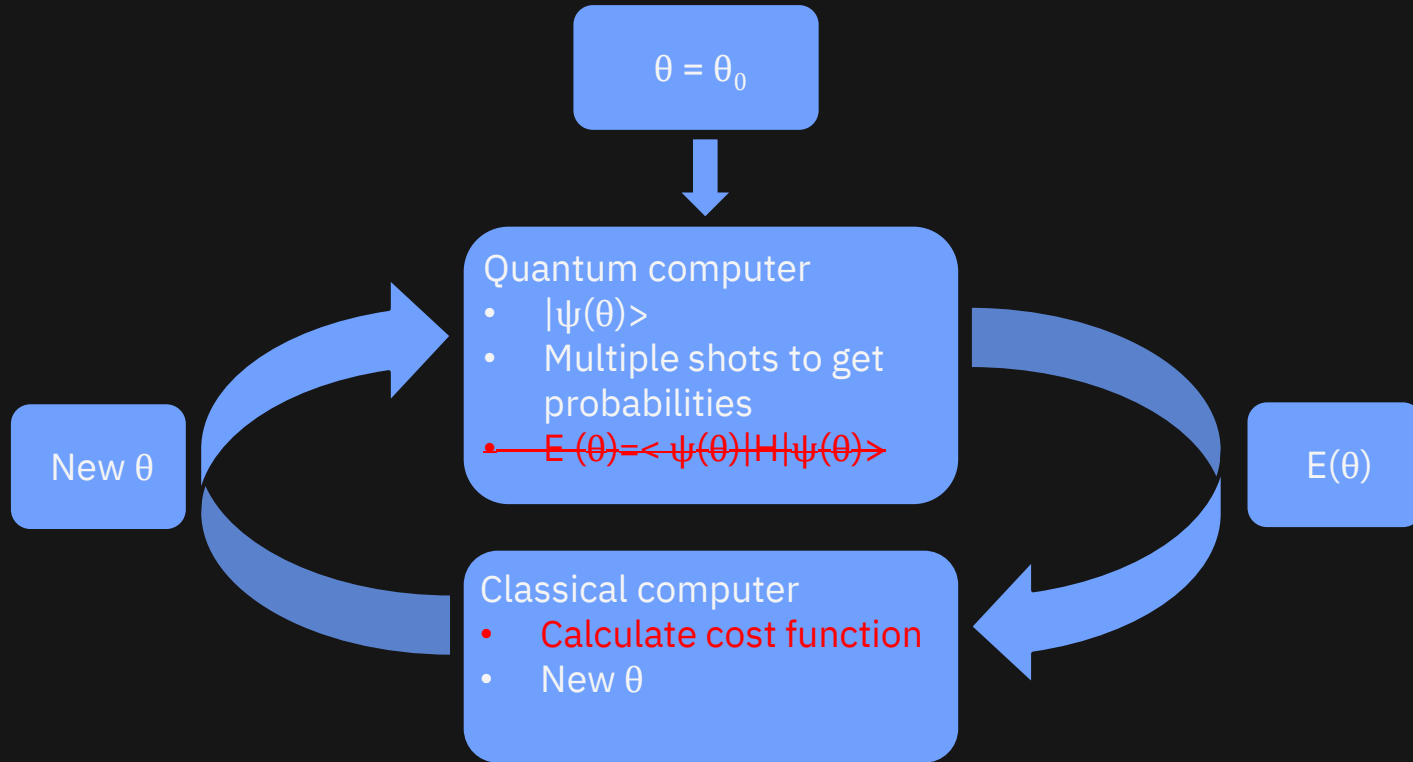 θ = θ₀
Quantum computer
• |ψ(θ)>
• Multiple shots to get
probabilities
• E (θ)=< ψ(θ)|H|ψ(θ)>
New θ
E(θ)
Classical computer
• Calculate cost function
• New θ